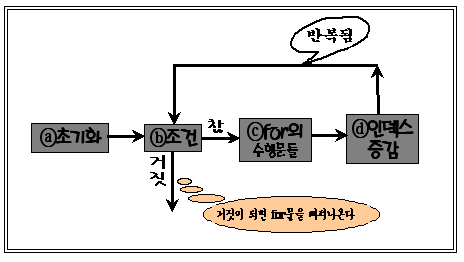 반복됨
ⓐ초기화
ⓑ조건
참
ⓒfor의
수행문들
ⓓ인덱스
증감
거
짓
거짓이 되면 for문을 빠져나온다